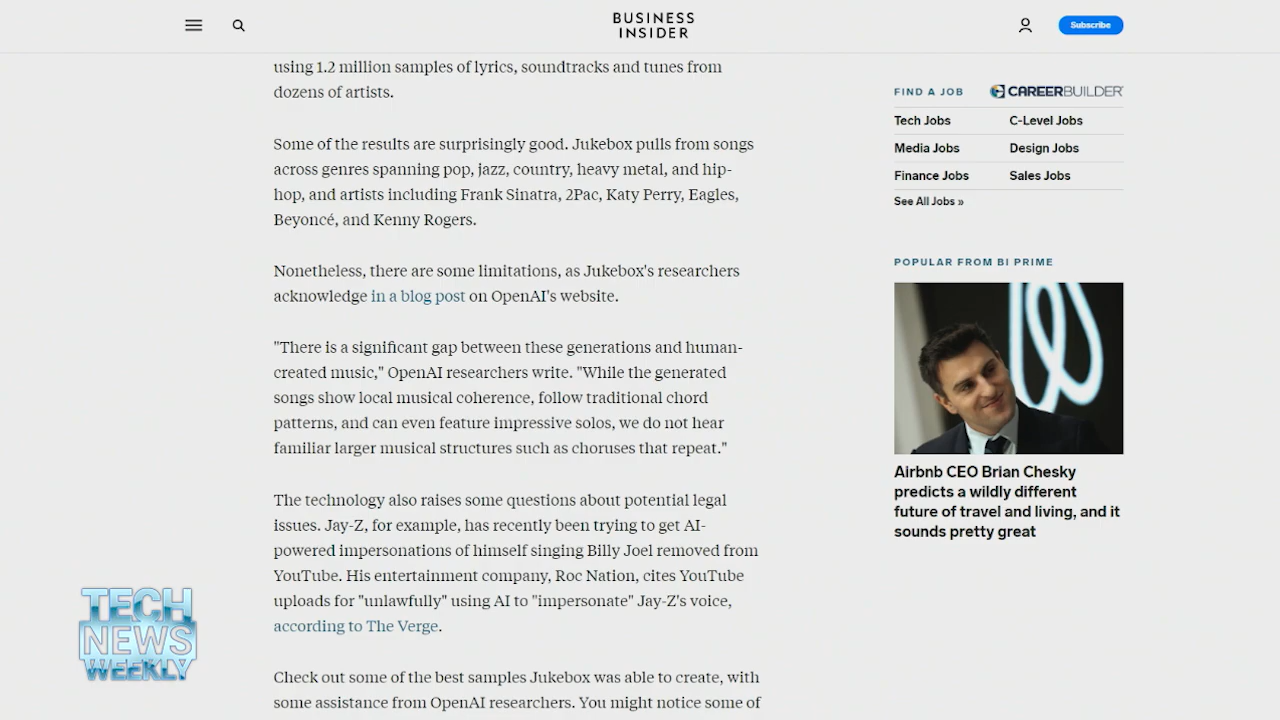 BUSINESS
INSIDER
Subscribe
using 1.2 million samples of lyrics, soundtracks and tunes from
dozens of artists.
Some of the results are surprisingly good. Jukebox pulls from songs
across genres spanning pop, jazz, country, heavy metal, and hip-
hop, and artists including Frank Sinatra, 2Pac, Katy Perry, Eagles,
Beyoncé, and Kenny Rogers.
Nonetheless, there are some limitations, as Jukebox's researchers
acknowledge in a blog post on OpenAI's website.
"There is a significant gap between these generations and human-
created music," OpenAI researchers write. "While the generated
songs show local musical coherence, follow traditional chord
patterns, and can even feature impressive solos, we do not hear
familiar larger musical structures such as choruses that repeat."
The technology also raises some questions about potential legal
issues. Jay-Z, for example, has recently been trying to get AI-
powered impersonations of himself singing Billy Joel removed from
YouTube. His entertainment company, Roc Nation, cites YouTube
uploads for "unlawfully" using AI to "impersonate" Jay-Z's voice,
according to The Verge.
Check out some of the best samples Jukebox was able to create, with
some assistance from OpenAI researchers. You might notice some of
FIND A JOB
CAREERBUILDER
Tech Jobs
C-Level Jobs
Media Jobs
Design Jobs
Finance Jobs
Sales Jobs
See All Jobs »
POPULAR FROM BI PRIME
Airbnb CEO Brian Chesky
predicts a wildly different
future of travel and living, and it
sounds pretty great
TECH
NEWS
WEEKLY